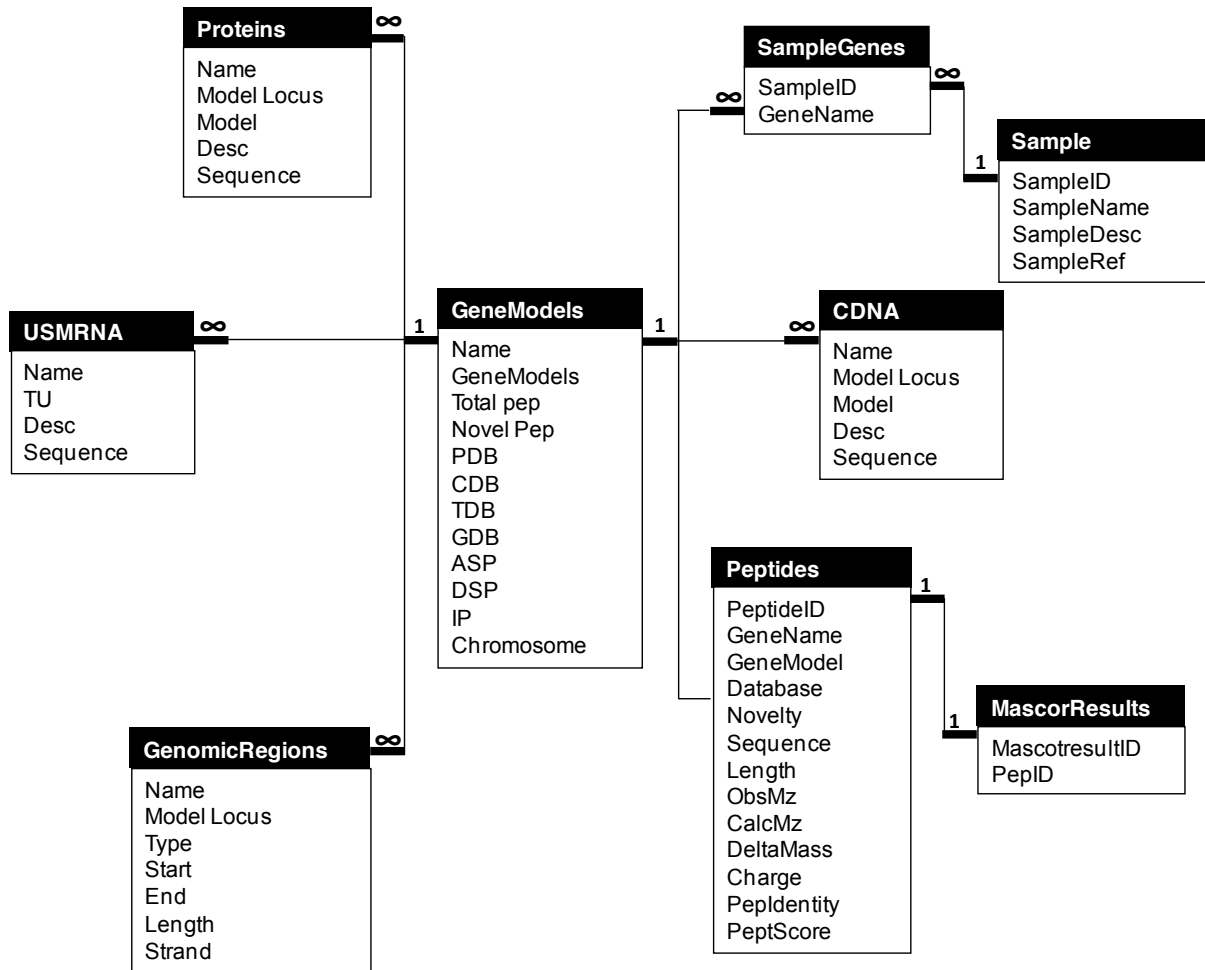 Proteins
Name
Model Locus
Model
Desc
Sequence
∞
SampleGenes
SampleID
GeneName
∞
∞
Sample
SampleID
SampleName
SampleDesc
SampleRef
1
USMRNA
Name
TU
Desc
Sequence
∞
1
GeneModels
Name
GeneModels
Total pep
Novel Pep
PDB
CDB
TDB
GDB
ASP
DSP
IP
Chromosome
1
∞
CDNA
Name
Model Locus
Model
Desc
Sequence
GenomicRegions
Name
Model Locus
Type
Start
End
Length
Strand
∞
Peptides
PeptideID
GeneName
GeneModel
Database
Novelty
Sequence
Length
ObsMz
CalcMz
DeltaMass
Charge
PepIdentity
PeptScore
1
1
MascorResults
MascotresultID
PepID